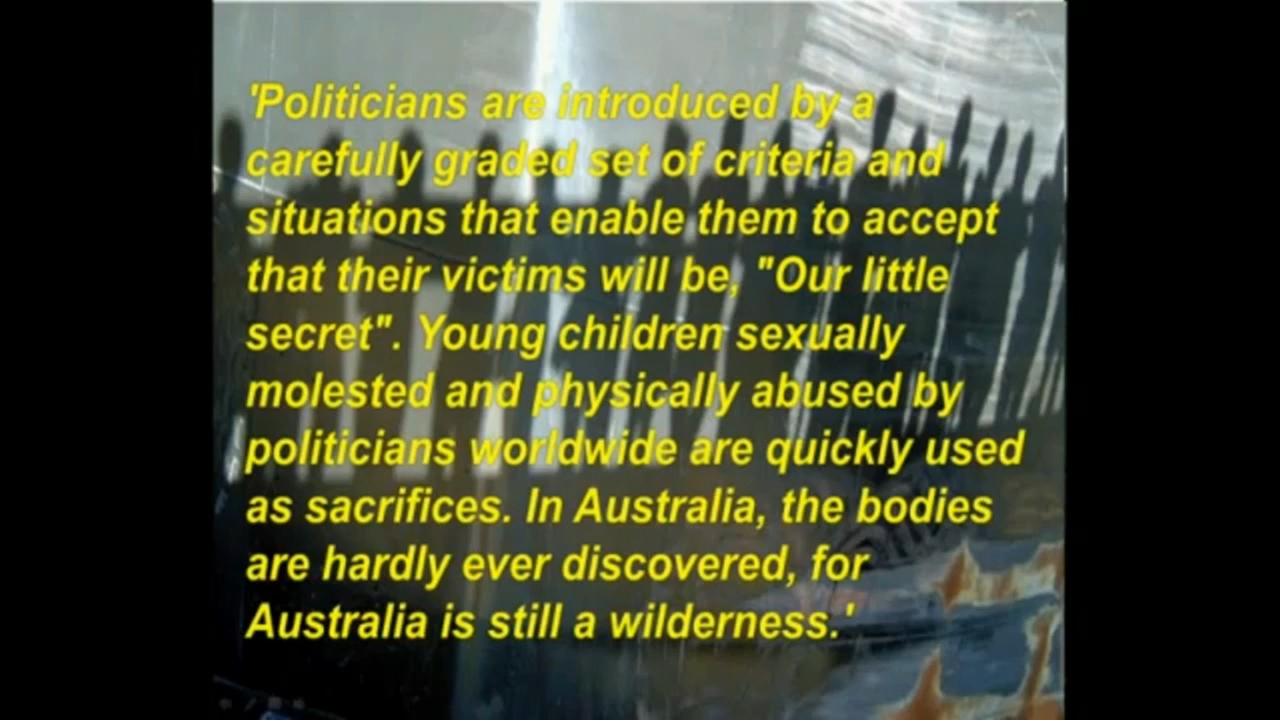 'Politicians are introduced by a
carefully graded set of criteria and
situations that enable them to accept
that their victims will be, "Our little
secret". Young children sexually
molested and physically abused by
politicians worldwide are quickly used
as sacrifices. In Australia, the bodies
are hardly ever discovered, for
Australia is still a wilderness.'